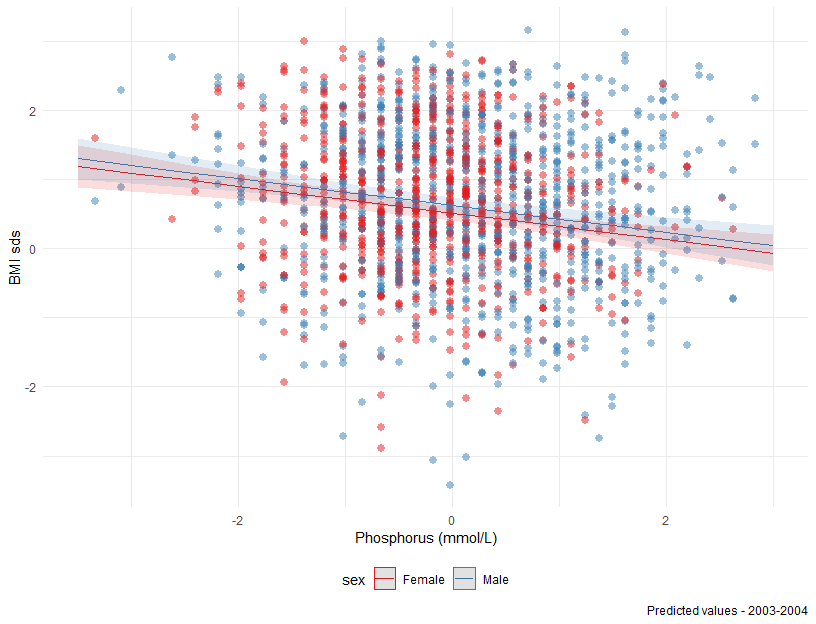 BMI sds
2
0
-2
-2
0
2
Phosphorus (mmol/L)
sex
Female
Male
Predicted values - 2003-2004